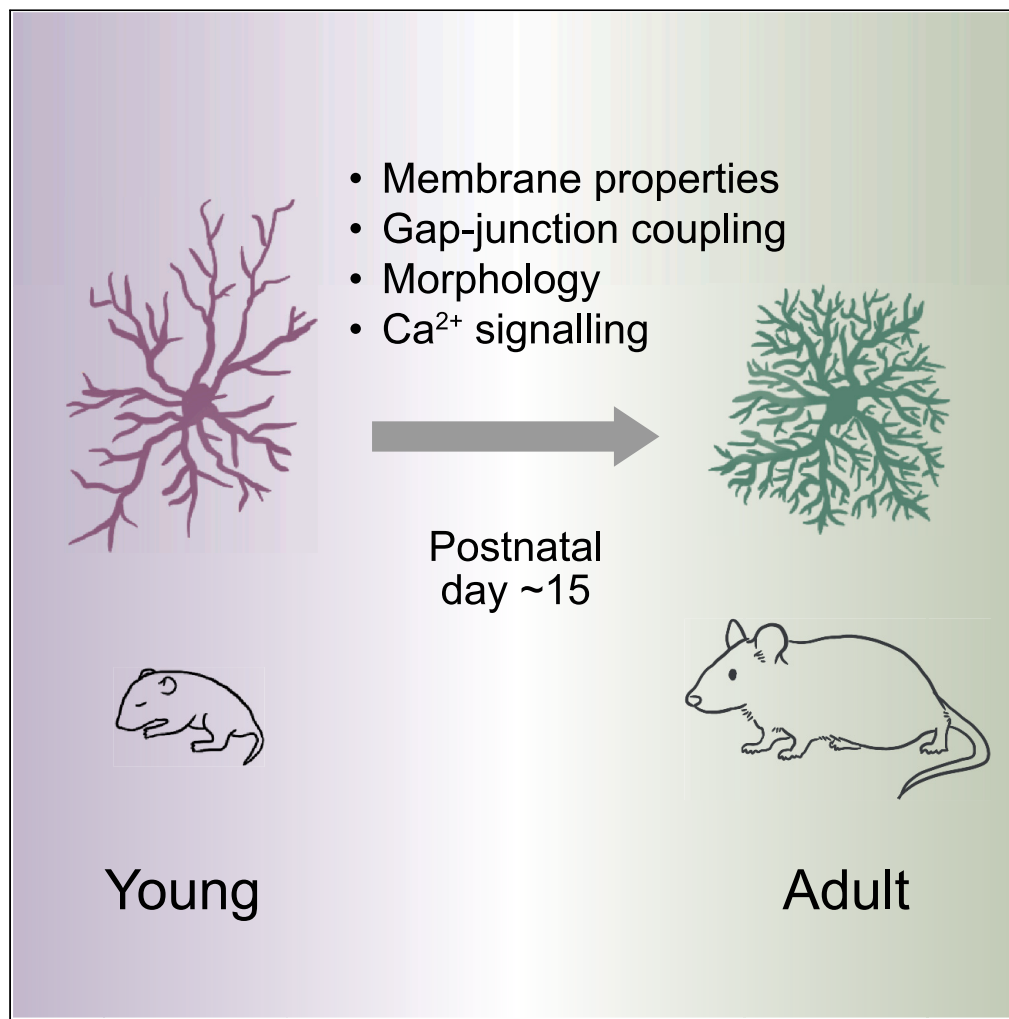 • Membrane properties
• Gap-junction coupling
• Morphology
• Ca²⁺ signalling
Postnatal
day ~15
Young
Adult